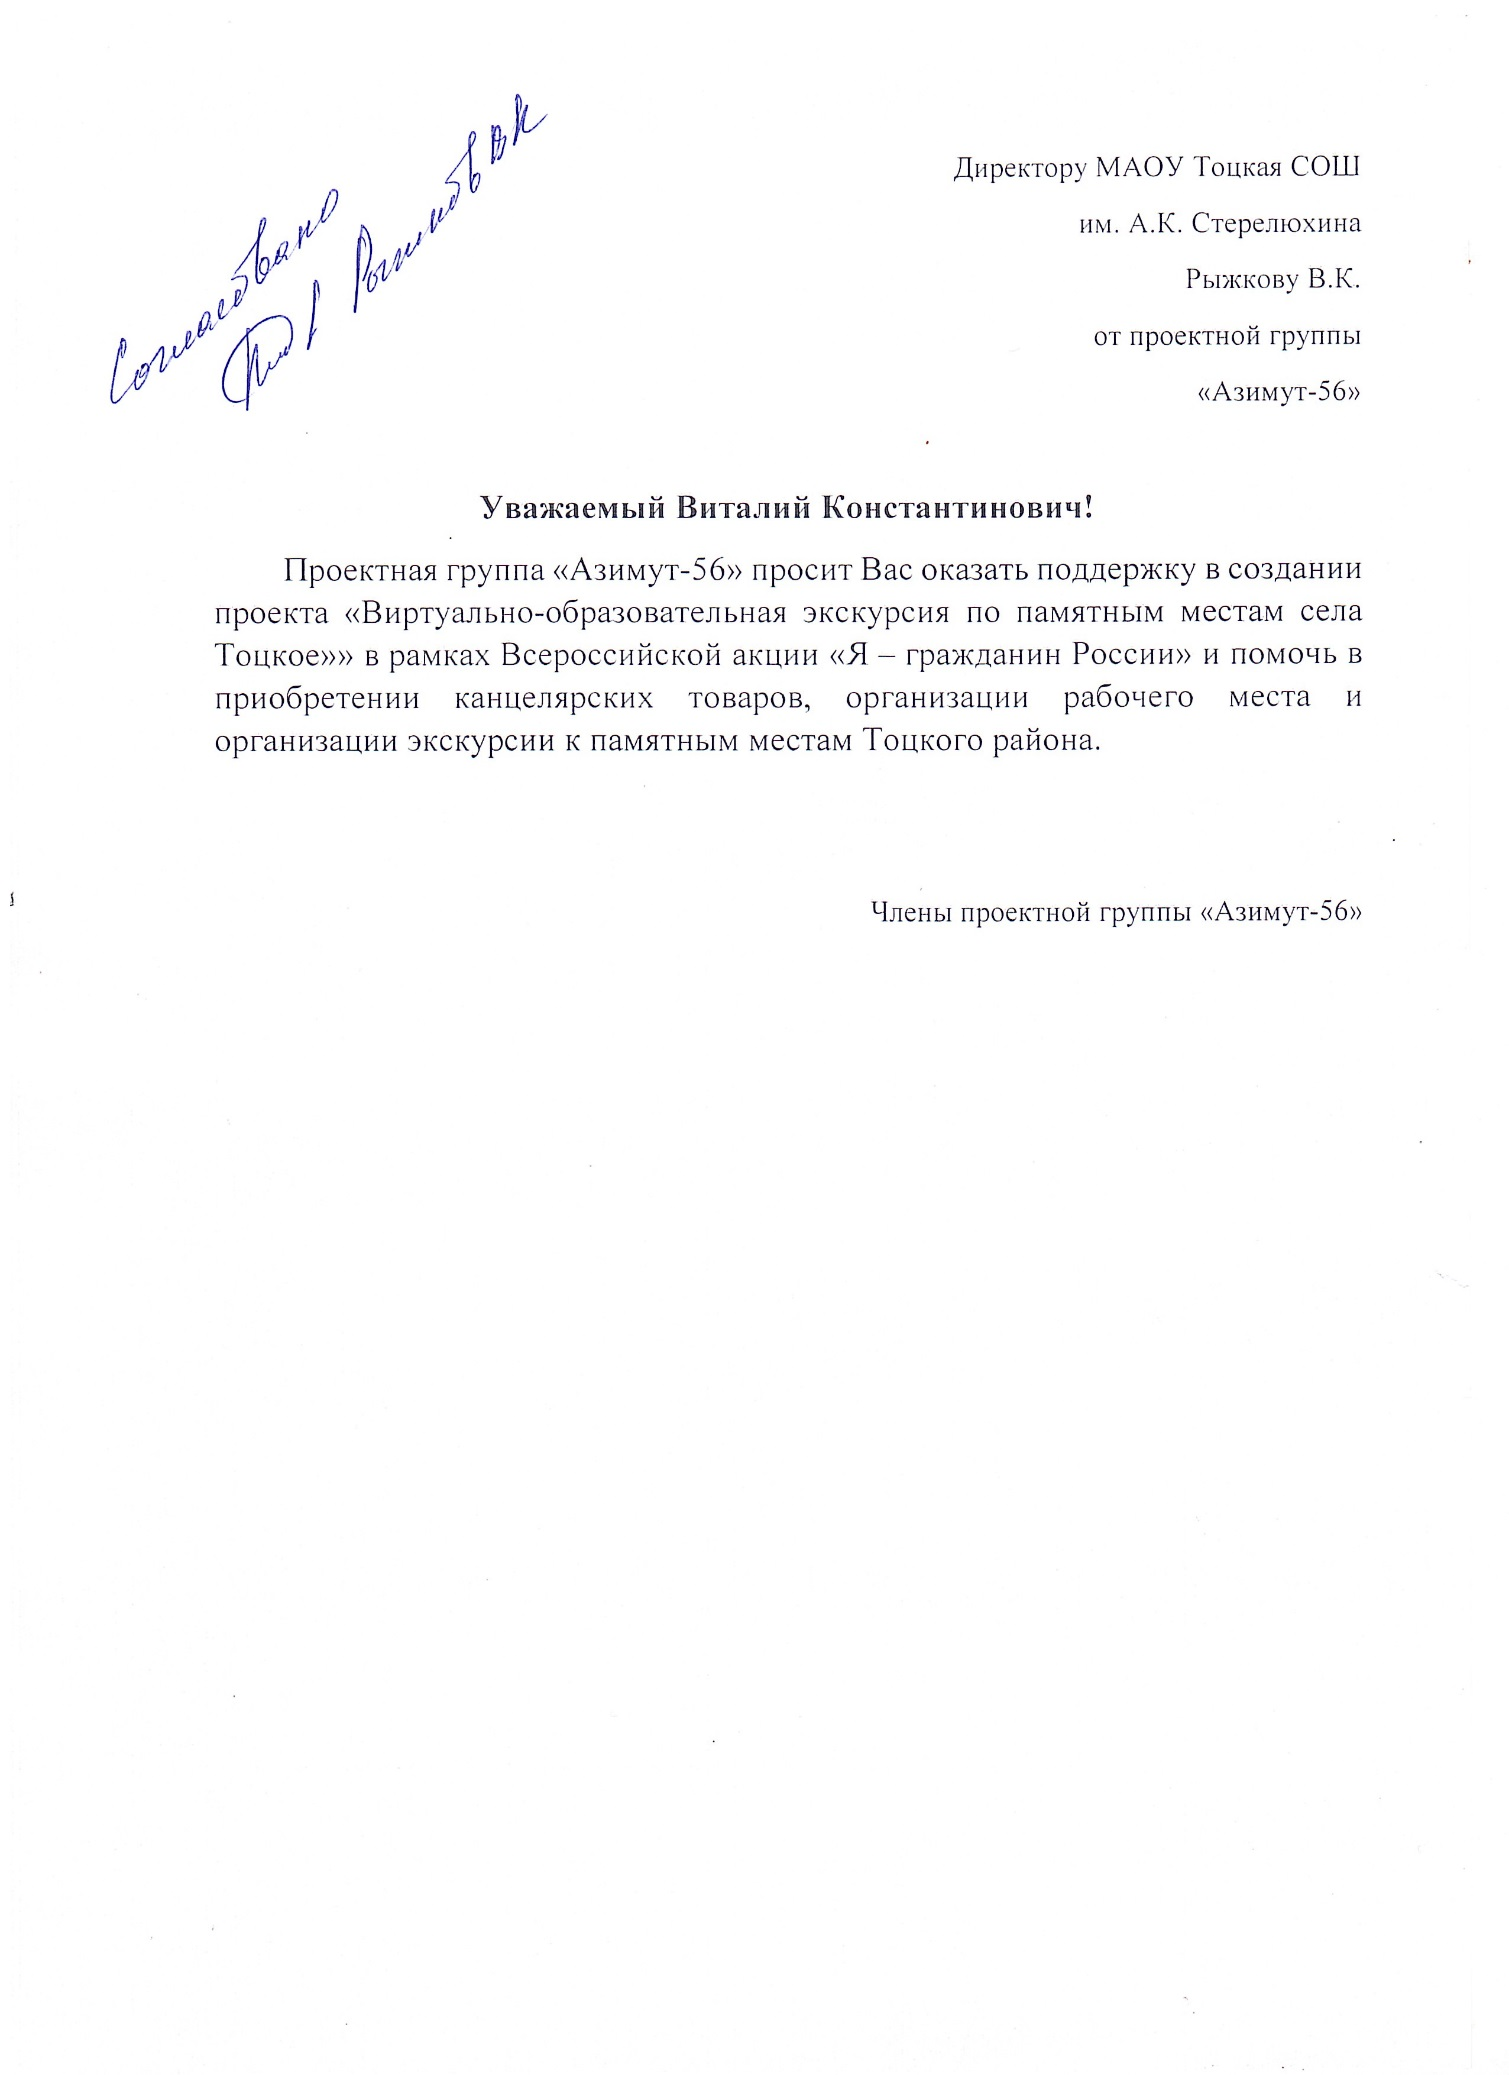 Согласовано
Рыжков В.К.
Директору МАОУ Тоцкая СОШ
им. А.К. Стерелюхина
Рыжкову В.К.
от проектной группы
«Азимут-56»
Уважаемый Виталий Константинович!
Проектная группа «Азимут-56» просит Вас оказать поддержку в создании
проекта «Виртуально-образовательная экскурсия по памятным местам села
Тоцкое»» в рамках Всероссийской акции «Я – гражданин России» и помочь в
приобретении канцелярских товаров, организации рабочего места и
организации экскурсии к памятным местам Тоцкого района.
Члены проектной группы «Азимут-56»